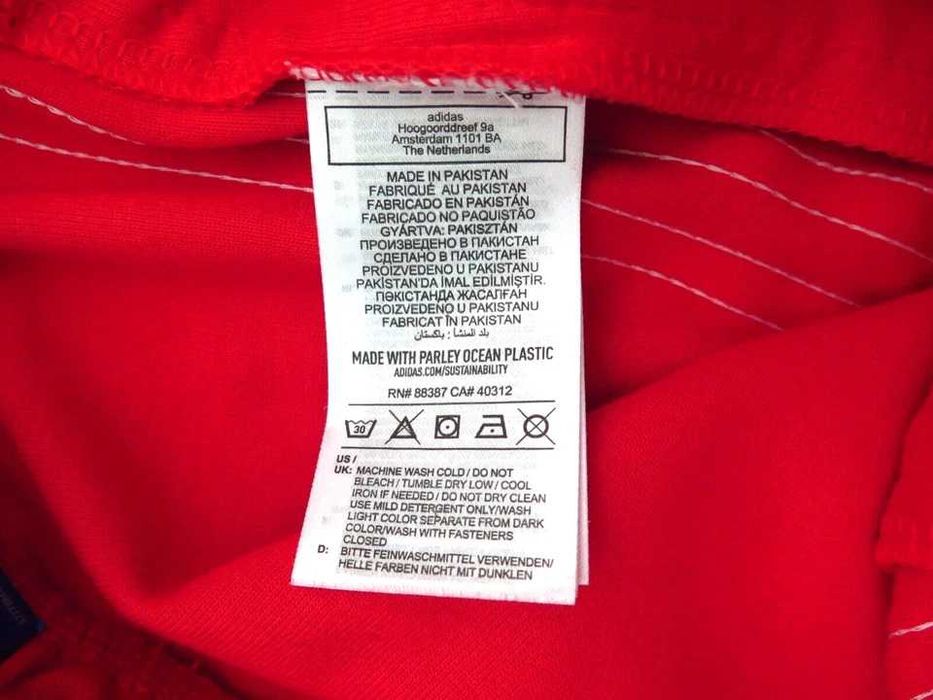 adidas
Hoogoorddreef 9a
Amsterdam 1101 BA
The Netherlands
MADE IN PAKISTAN
FABRIQUÉ AU PAKISTAN
FABRICADO EN PAKISTÁN
FABRICADO NO PAQUISTÃO
GYÁRTVA: PAKISZTÁN
ПРОИЗВЕДЕНО В ПАКИСТАН
СДЕЛАНО В ПАКИСТАНЕ
PROIZVEDENO U PAKISTANU
PAKİSTAN'DA İMAL EDİLMİŞTİR.
ПӘКІСТАНДА ЖАСАЛҒАН
PROIZVEDENO U PAKISTANU
FABRICAT ÎN PAKISTAN
بلد المنشأ: باكستان
MADE WITH PARLEY OCEAN PLASTIC
ADIDAS.COM/SUSTAINABILITY
RN# 88387 CA# 40312
30
US /
UK: MACHINE WASH COLD / DO NOT
BLEACH / TUMBLE DRY LOW / COOL
IRON IF NEEDED / DO NOT DRY CLEAN
USE MILD DETERGENT ONLY/WASH
LIGHT COLOR SEPARATE FROM DARK
COLOR/WASH WITH FASTENERS
CLOSED
D: BITTE FEINWASCHMITTEL VERWENDEN/
HELLE FARBEN NICHT MIT DUNKLEN